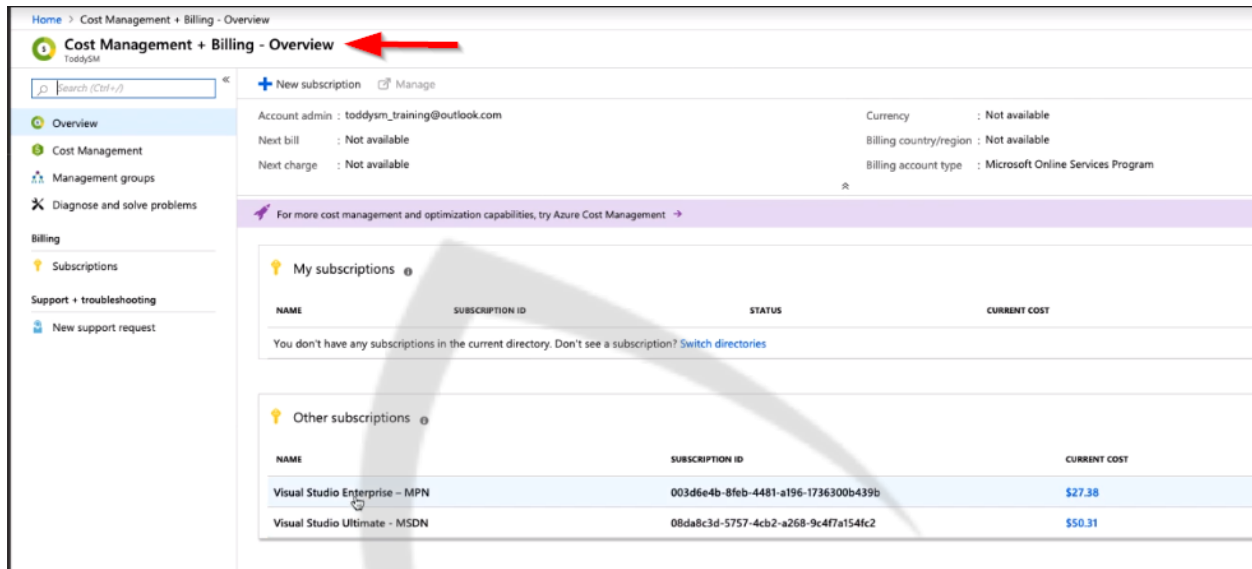 Home > Cost Management + Billing - Overview
Cost Management + Billing - Overview
ToddySM
Search (Ctrl+/)
«
Overview
Cost Management
Management groups
Diagnose and solve problems
Billing
Subscriptions
Support + troubleshooting
New support request
New subscription Manage
Account admin : toddysm_training@outlook.com Currency : Not available
Next bill : Not available Billing country/region : Not available
Next charge : Not available Billing account type : Microsoft Online Services Program
For more cost management and optimization capabilities, try Azure Cost Management →
My subscriptions
NAME SUBSCRIPTION ID STATUS CURRENT COST
You don't have any subscriptions in the current directory. Don't see a subscription? Switch directories
Other subscriptions
NAME SUBSCRIPTION ID CURRENT COST
Visual Studio Enterprise – MPN 003d6e4b-8feb-4481-a196-1736300b439b $27.38
Visual Studio Ultimate - MSDN 08da8c3d-5757-4cb2-a268-9c4f7a154fc2 $50.31